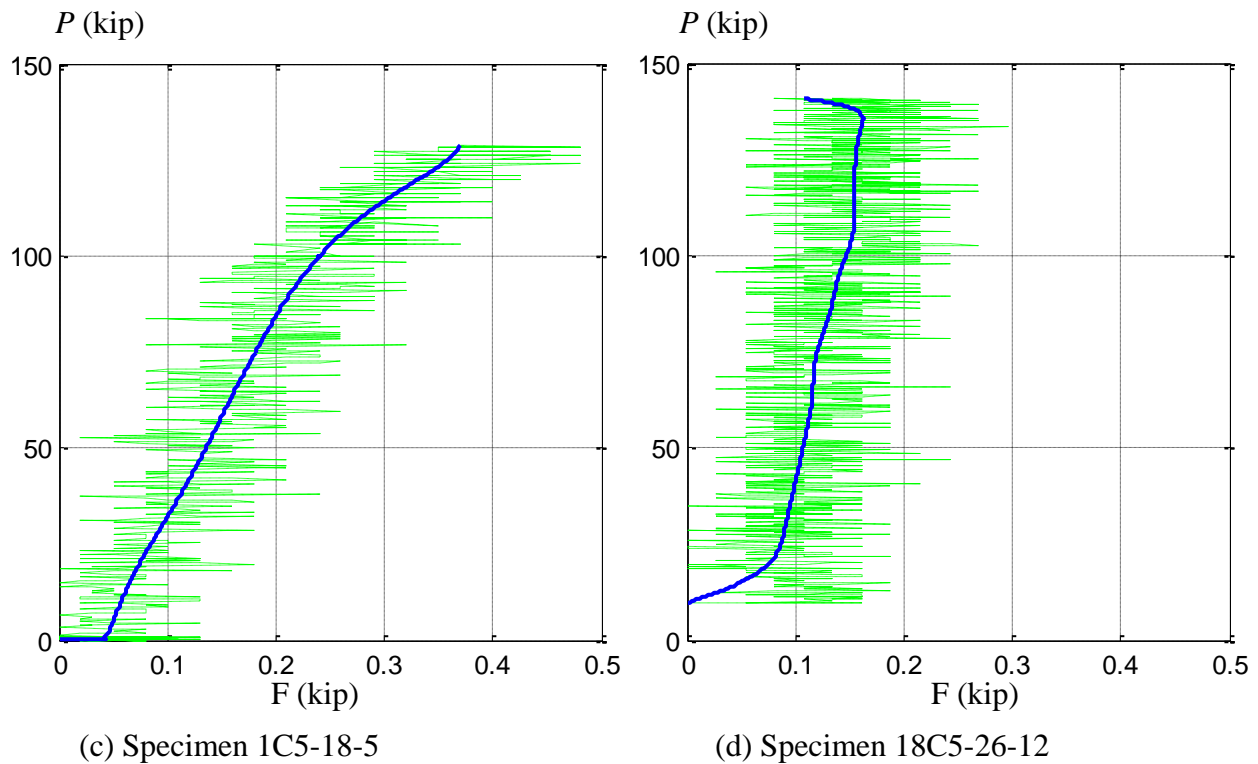 P (kip)
150
100
50
0
0 0.1 0.2 0.3 0.4 0.5
F (kip)
(c) Specimen 1C5-18-5
P (kip)
150
100
50
0
0 0.1 0.2 0.3 0.4 0.5
F (kip)
(d) Specimen 18C5-26-12